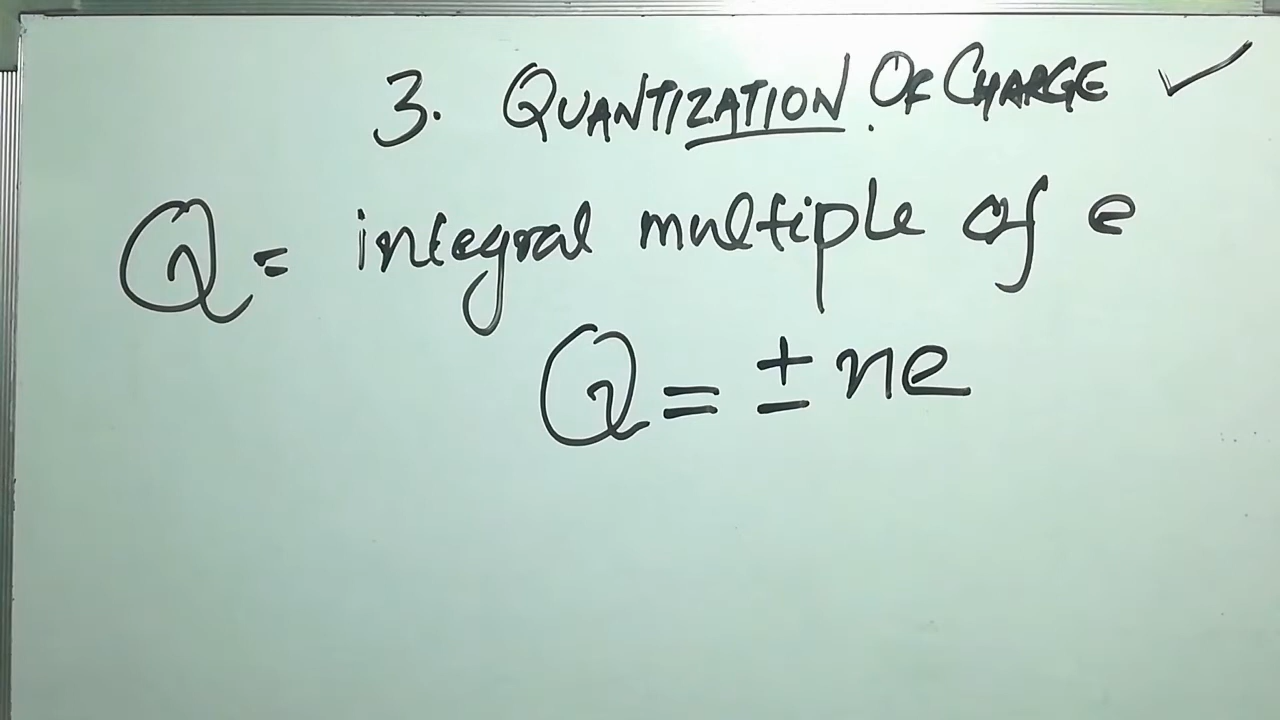 3. QUANTIZATION OF CHARGE ✓
Q = integral multiple of e
Q = ± ne